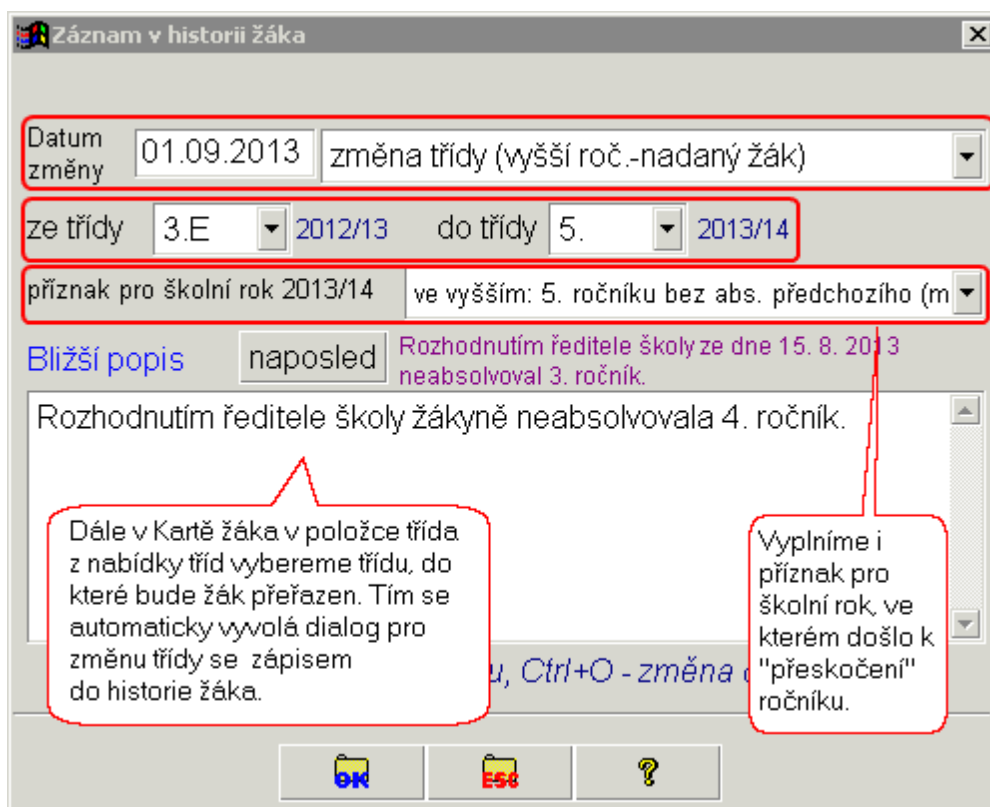 Záznam v historii žáka
Datum
změny
01.09.2013
změna třídy (vyšší roč.-nadaný žák)
ze třídy
3.E
2012/13
do třídy
5.
2013/14
příznak pro školní rok 2013/14
ve vyšším: 5. ročníku bez abs. předchozího (m
Bližší popis
naposled
Rozhodnutím ředitele školy ze dne 15. 8. 2013
neabsolvoval 3. ročník.
Rozhodnutím ředitele školy žákyně neabsolvovala 4. ročník.
Dále v Kartě žáka v položce třída
z nabídky tříd vybereme třídu, do
které bude žák přeřazen. Tím se
automaticky vyvolá dialog pro
změnu třídy se zápisem
do historie žáka.
Vyplníme i
příznak pro
školní rok, ve
kterém došlo k
"přeskočení"
ročníku.
u, Ctrl+O - změna
OK
ESC
?